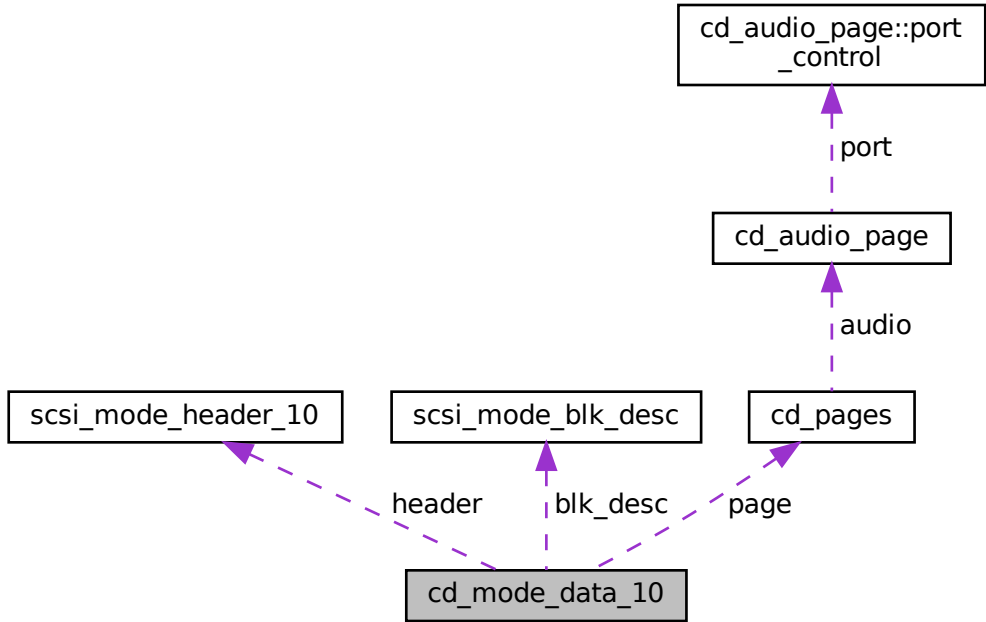 cd_audio_page::port
_control
port
cd_audio_page
audio
scsi_mode_header_10
scsi_mode_blk_desc
cd_pages
header
blk_desc
page
cd_mode_data_10